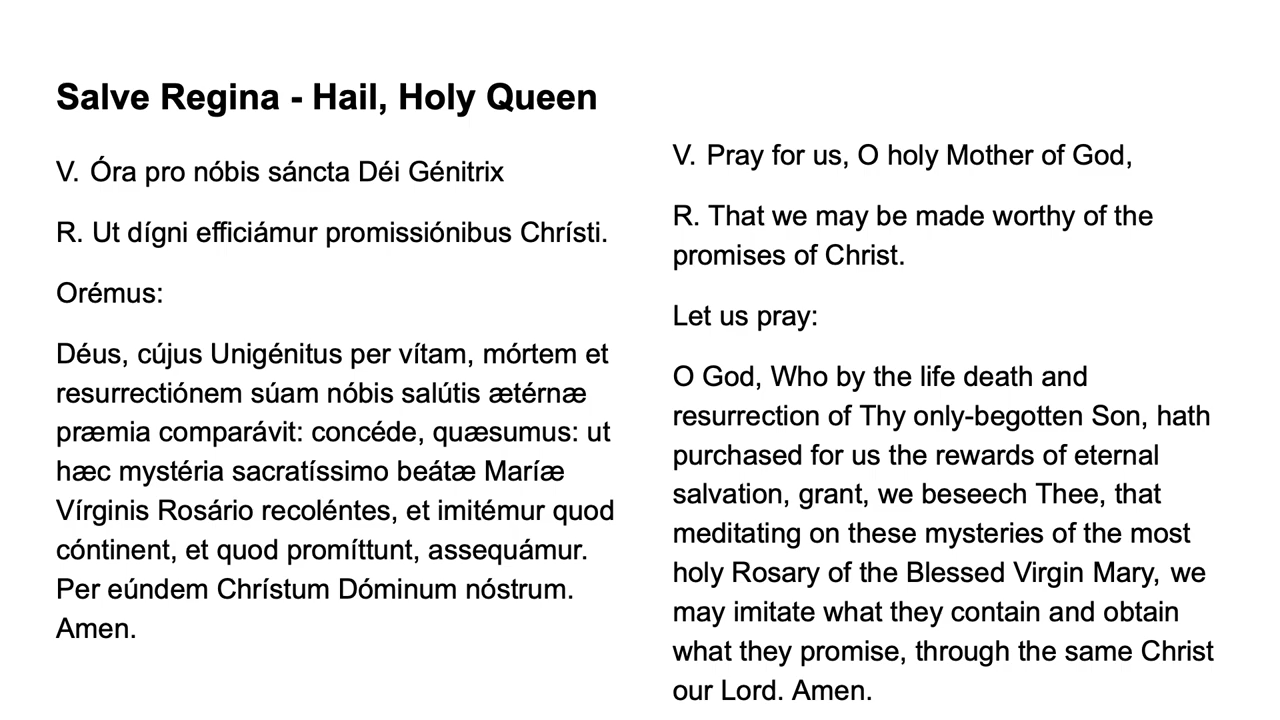 Salve Regina - Hail, Holy Queen
V. Óra pro nóbis sáncta Déi Génitrix
R. Ut dígni efficiámur promissiónibus Chrísti.
Orémus:
Déus, cújus Unigénitus per vítam, mórtem et
resurrectiónem súam nóbis salútis ætérnæ
præmia comparávit: concéde, quæsumus: ut
hæc mystéria sacratíssimo beátæ Maríæ
Vírginis Rosário recoléntes, et imitémur quod
cóntinent, et quod promíttunt, assequámur.
Per eúndem Chrístum Dóminum nóstrum.
Amen.
V. Pray for us, O holy Mother of God,
R. That we may be made worthy of the
promises of Christ.
Let us pray:
O God, Who by the life death and
resurrection of Thy only-begotten Son, hath
purchased for us the rewards of eternal
salvation, grant, we beseech Thee, that
meditating on these mysteries of the most
holy Rosary of the Blessed Virgin Mary, we
may imitate what they contain and obtain
what they promise, through the same Christ
our Lord. Amen.